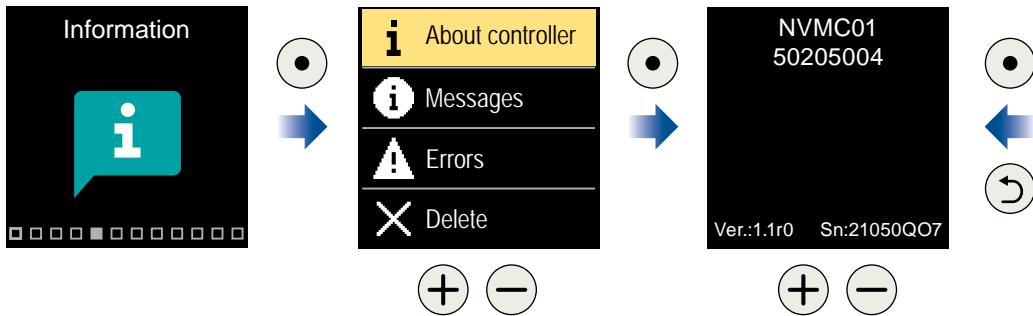 Information
About controller
Messages
Errors
Delete
NVMC01
50205004
Ver.:1.1r0 Sn:21050QO7